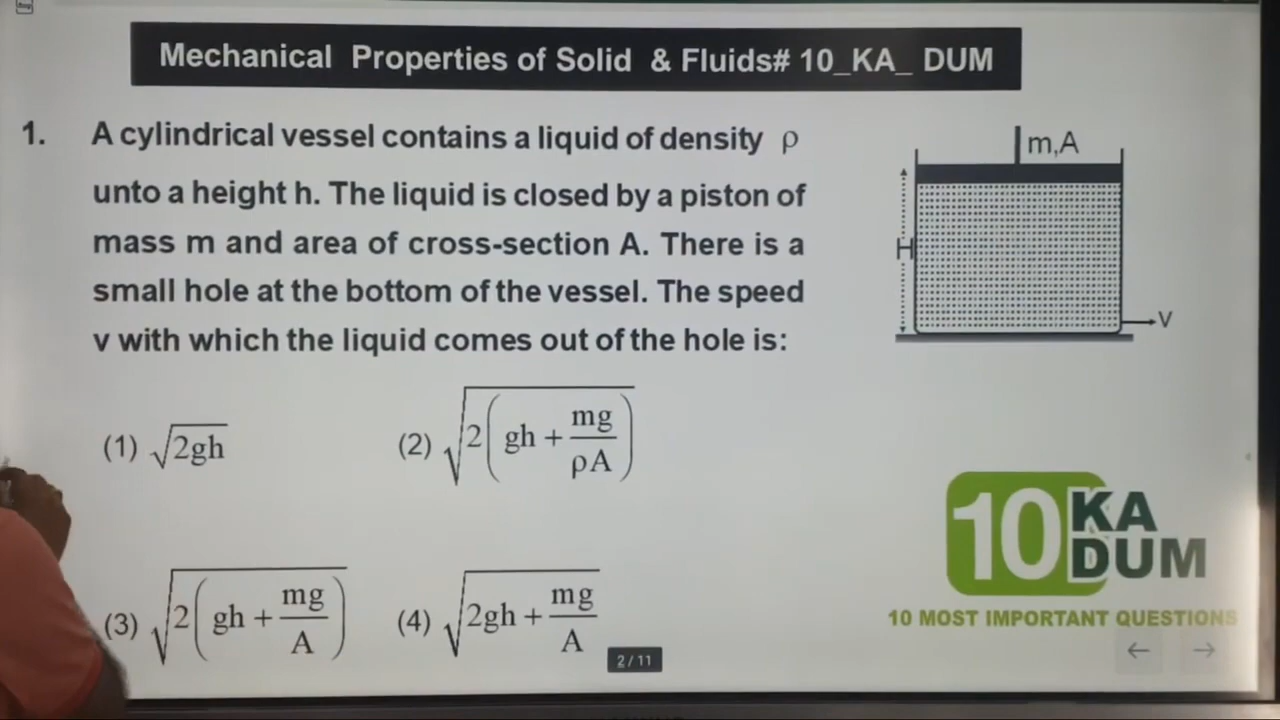 Mechanical Properties of Solid & Fluids# 10_KA_ DUM
1. A cylindrical vessel contains a liquid of density ρ
unto a height h. The liquid is closed by a piston of
mass m and area of cross-section A. There is a
small hole at the bottom of the vessel. The speed
v with which the liquid comes out of the hole is:
m,A
H
V
(1) √2gh
(2) √2(gh + mg/ρA)
(3) √2(gh + mg/A)
(4) √2gh + mg/A
10 KA
DUM
10 MOST IMPORTANT QUESTIONS
2 / 11
← →